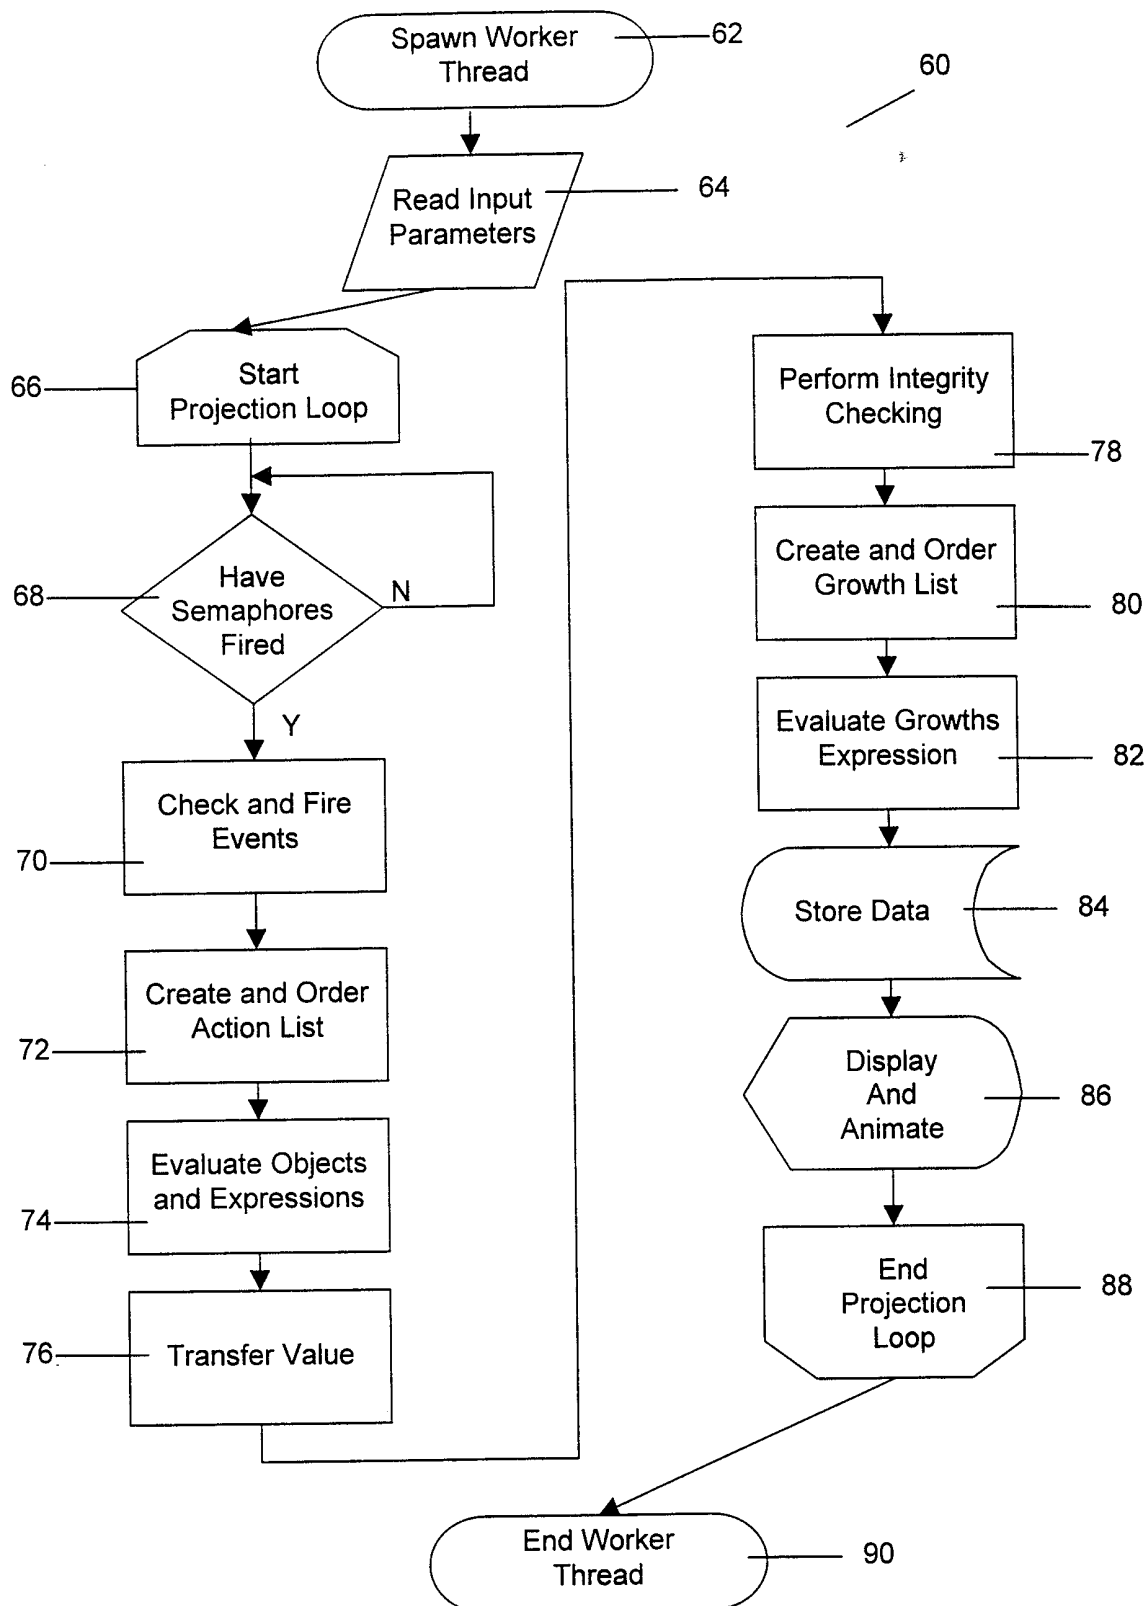 Spawn Worker
Thread
62
60
Read Input
Parameters
64
66
Start
Projection Loop
68
Have
Semaphores
Fired
N
Y
Check and Fire
Events
70
Create and Order
Action List
72
Evaluate Objects
and Expressions
74
76
Transfer Value
Perform Integrity
Checking
78
Create and Order
Growth List
80
Evaluate Growths
Expression
82
Store Data
84
Display
And
Animate
86
End
Projection
Loop
88
End Worker
Thread
90